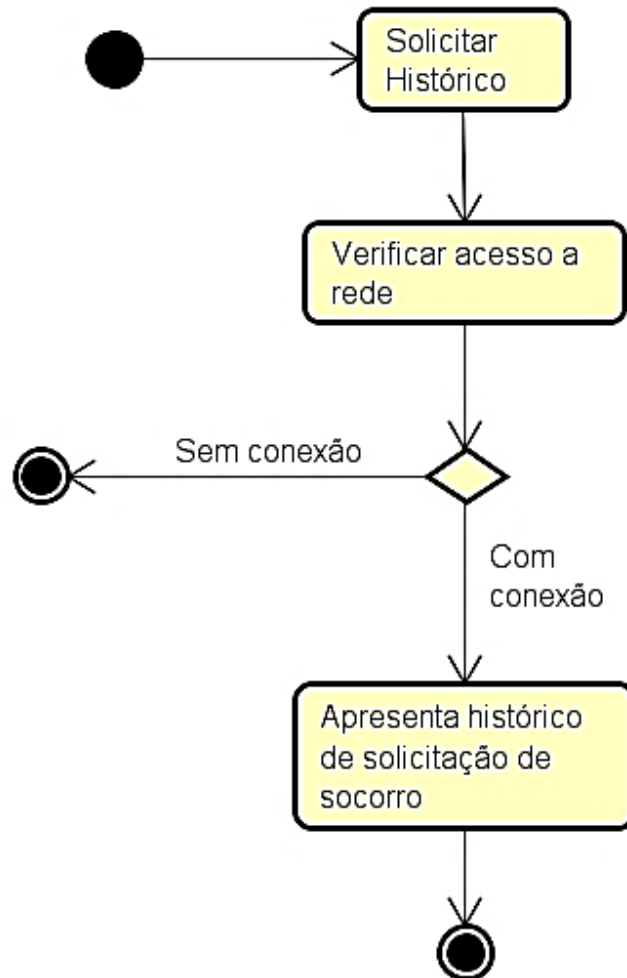 Solicitar
Histórico
Verificar acesso a
rede
Sem conexão
Com
conexão
Apresenta histórico
de solicitação de
socorro